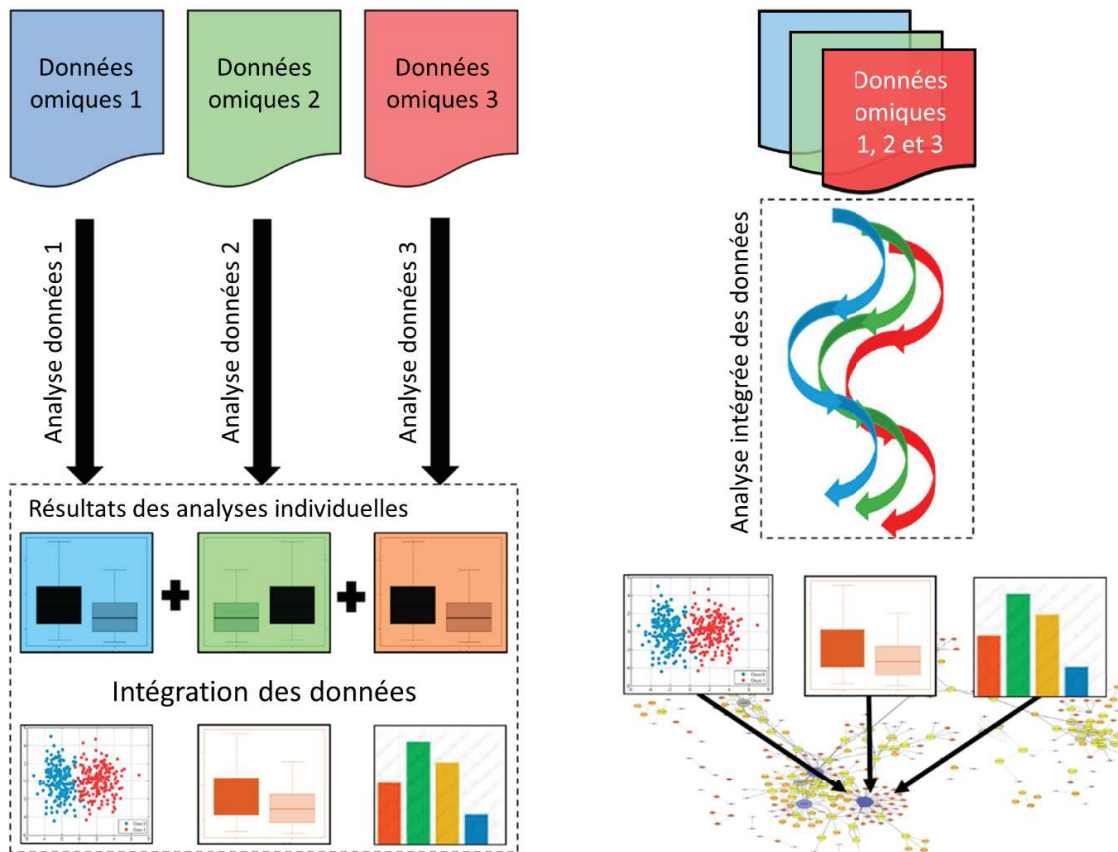 Données
omiques 1
Données
omiques 2
Données
omiques 3
Analyse données 1
Analyse données 2
Analyse données 3
Résultats des analyses individuelles
Intégration des données
Données
omiques
1, 2 et 3
Analyse intégrée des données